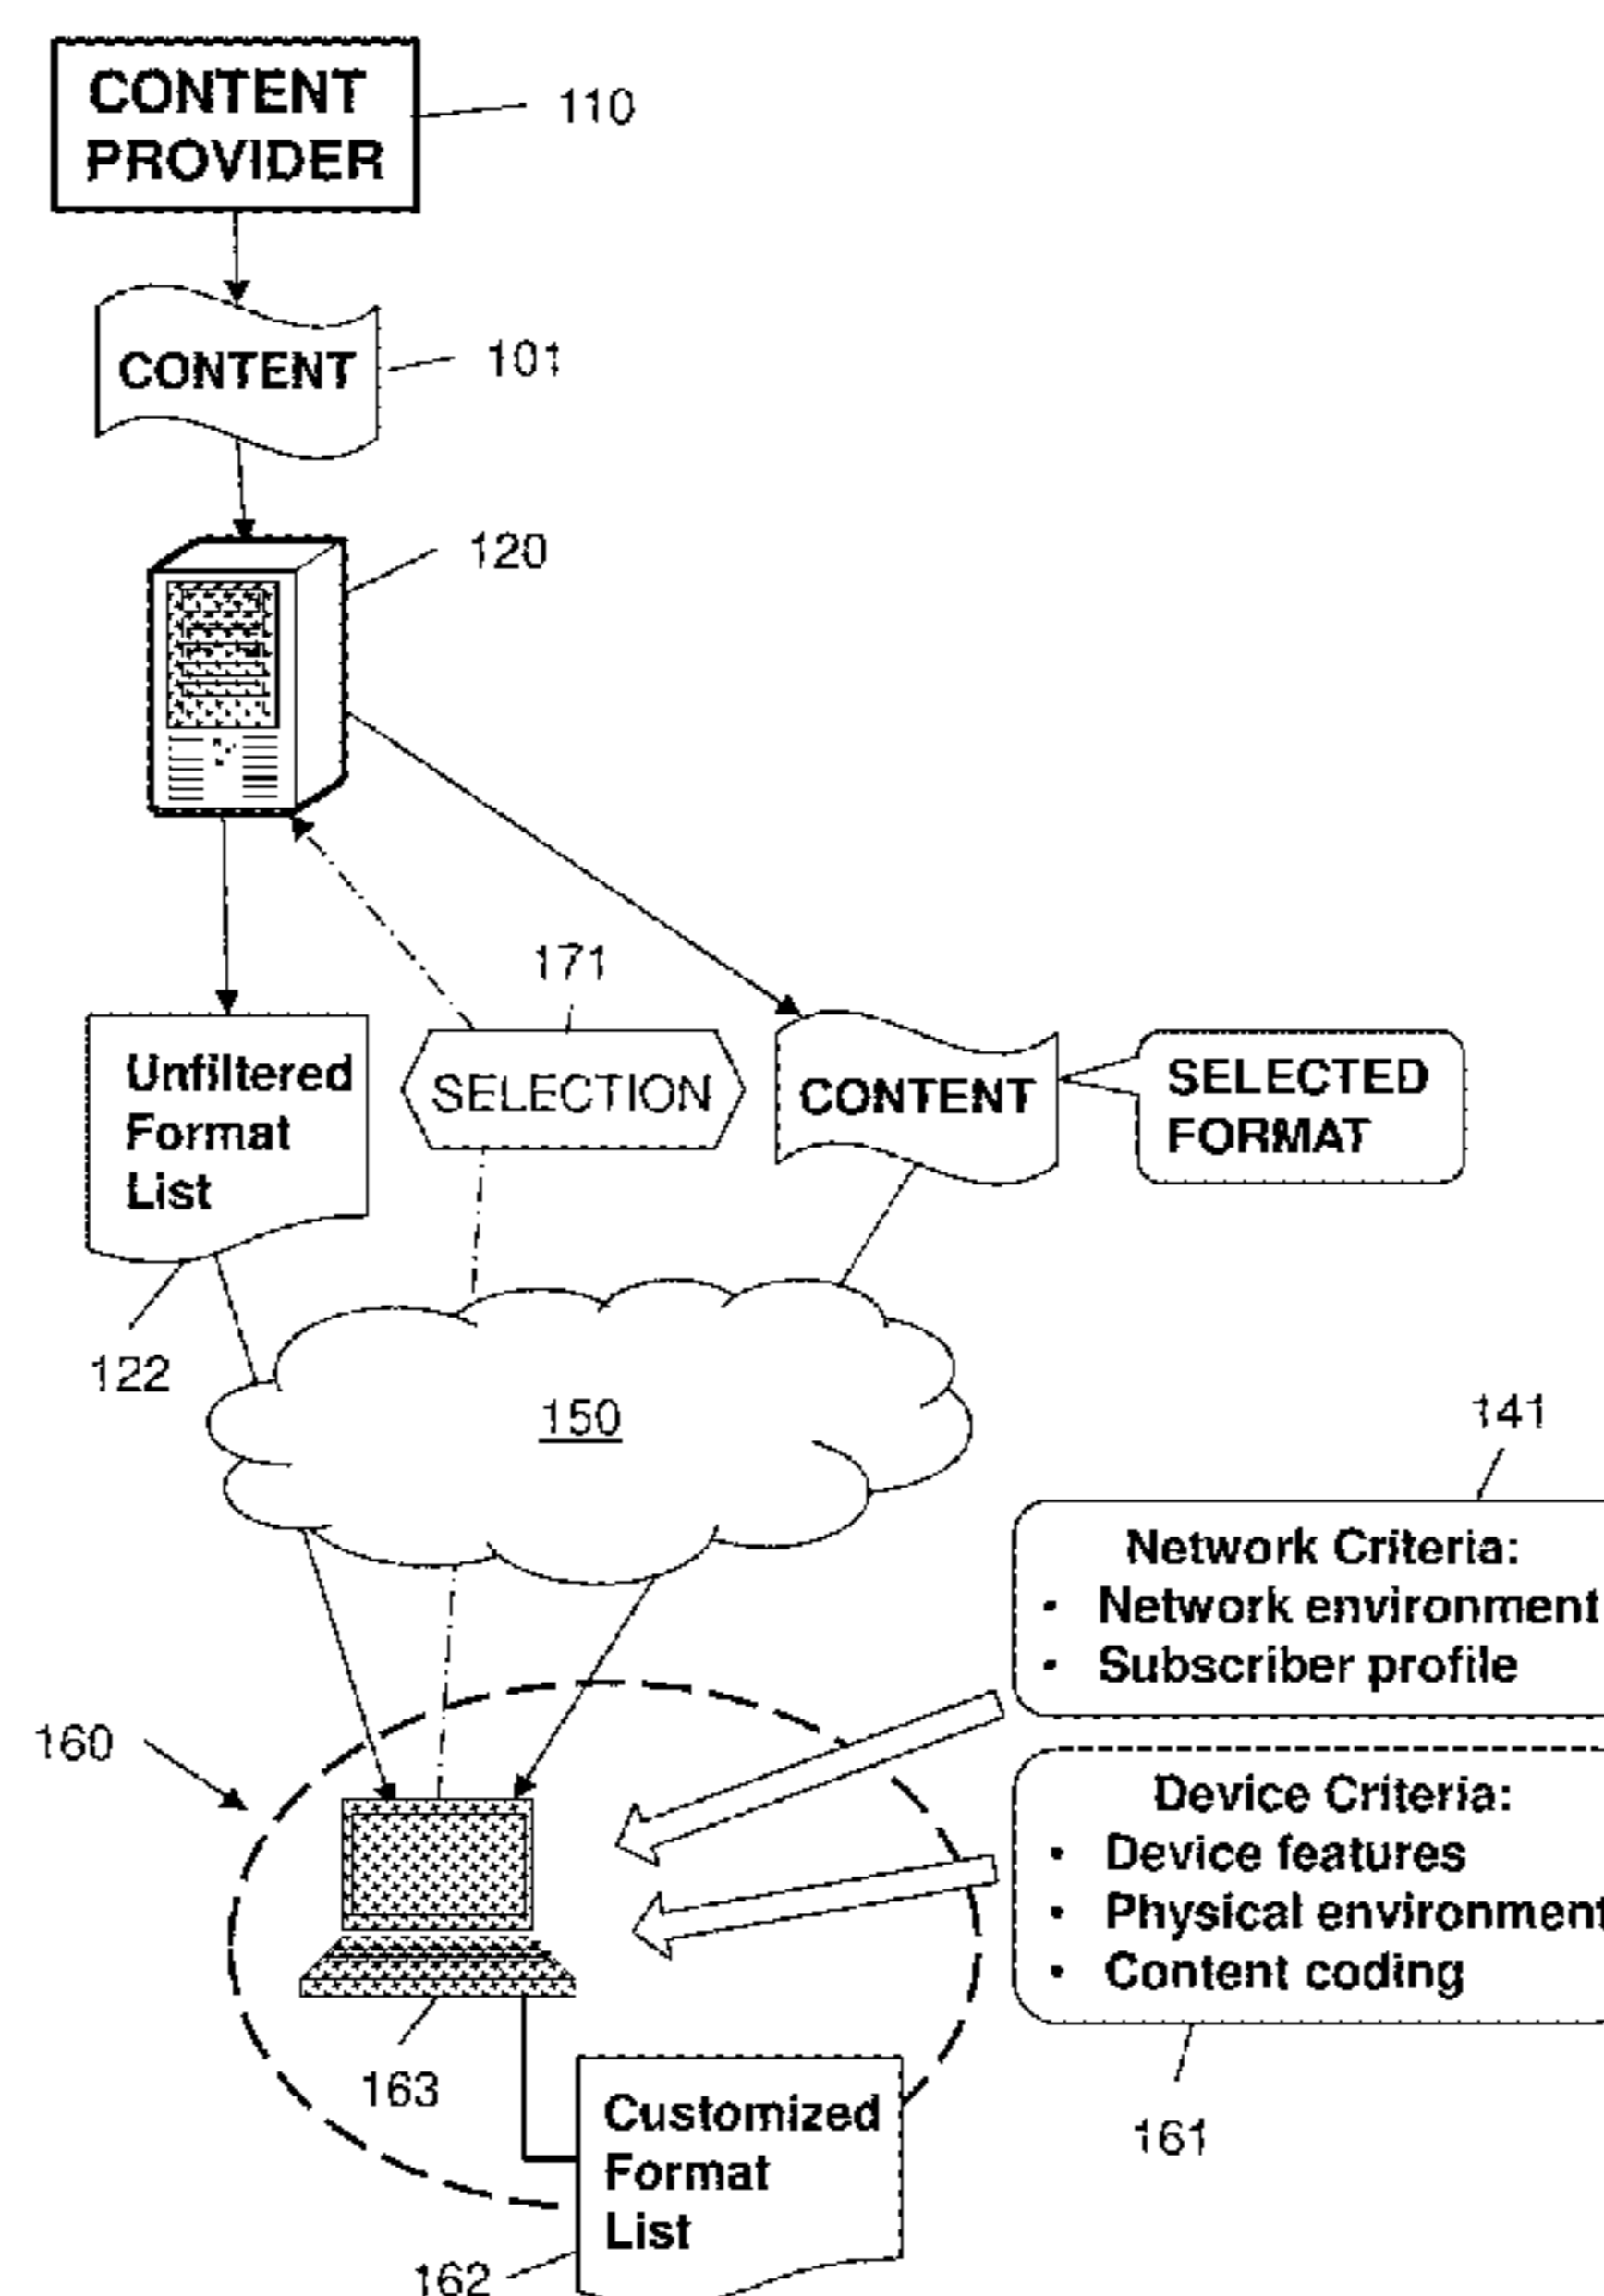 CONTENT
PROVIDER
110
CONTENT
101
120
171
Unfiltered
Format
List
SELECTION
CONTENT
SELECTED
FORMAT
122
150
141
Network Criteria:
• Network environment
• Subscriber profile
160
Device Criteria:
• Device features
• Physical environment
• Content coding
163
161
Customized
Format
List
162